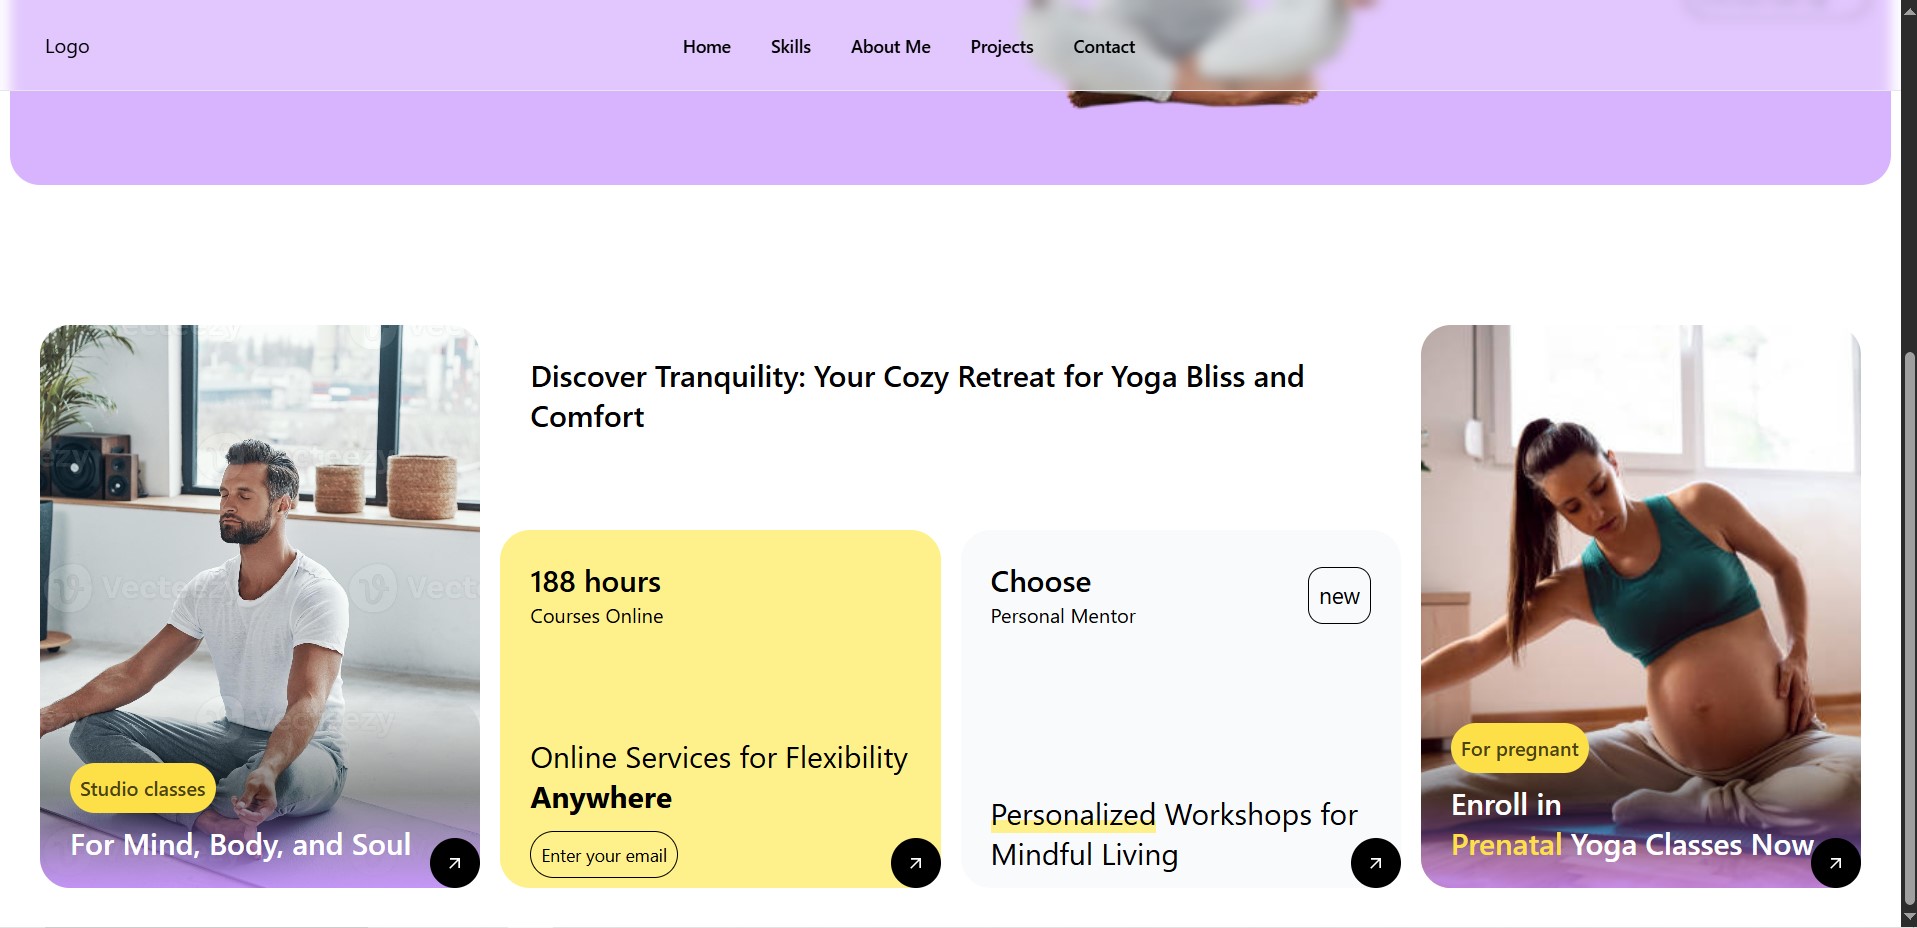 Logo
Home
Skills
About Me
Projects
Contact
Discover Tranquility: Your Cozy Retreat for Yoga Bliss and
Comfort
188 hours
Courses Online
Online Services for Flexibility
Anywhere
Enter your email
Choose
Personal Mentor
new
Personalized Workshops for
Mindful Living
Vecteezy
Studio classes
For Mind, Body, and Soul
For pregnant
Enroll in
Prenatal Yoga Classes Now